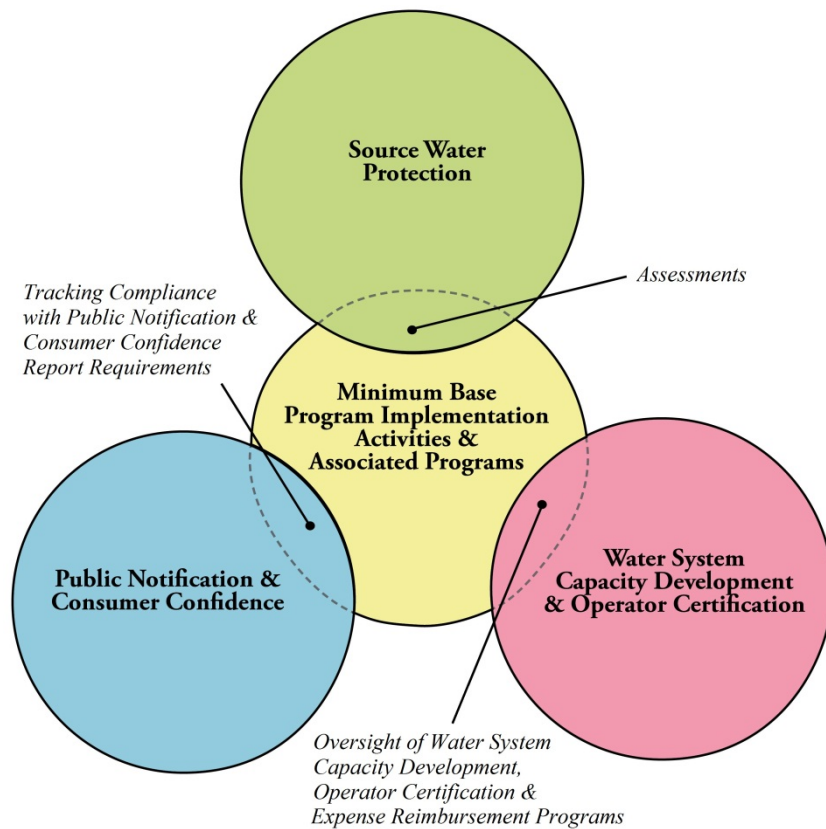 Source Water
Protection
Assessments
Tracking Compliance
with Public Notification &
Consumer Confidence
Report Requirements
Minimum Base
Program Implementation
Activities &
Associated Programs
Public Notification &
Consumer Confidence
Water System
Capacity Development
& Operator Certification
Oversight of Water System
Capacity Development,
Operator Certification &
Expense Reimbursement Programs